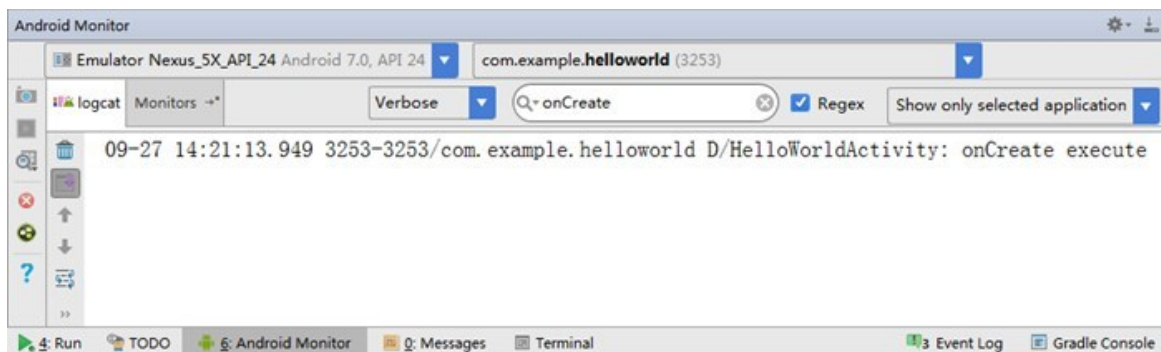 Android Monitor
Emulator Nexus_5X_API_24 Android 7.0, API 24 com.example.helloworld (3253)
logcat Monitors Verbose onCreate Regex Show only selected application
09-27 14:21:13.949 3253-3253/com.example.helloworld D/HelloWorldActivity: onCreate execute
?
4: Run TODO 6: Android Monitor 0: Messages Terminal 3 Event Log Gradle Console